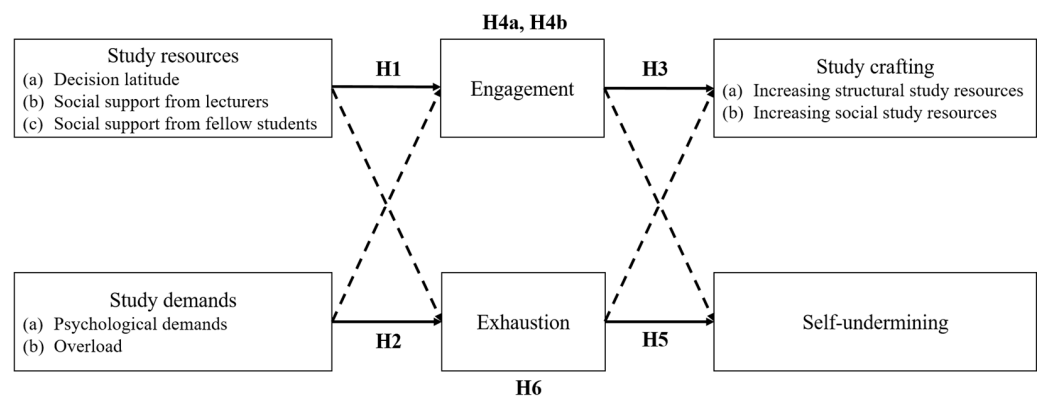 H4a, H4b
Study resources
(a) Decision latitude
(b) Social support from lecturers
(c) Social support from fellow students
H1
Engagement
H3
Study crafting
(a) Increasing structural study resources
(b) Increasing social study resources
Study demands
(a) Psychological demands
(b) Overload
H2
Exhaustion
H5
Self-undermining
H6